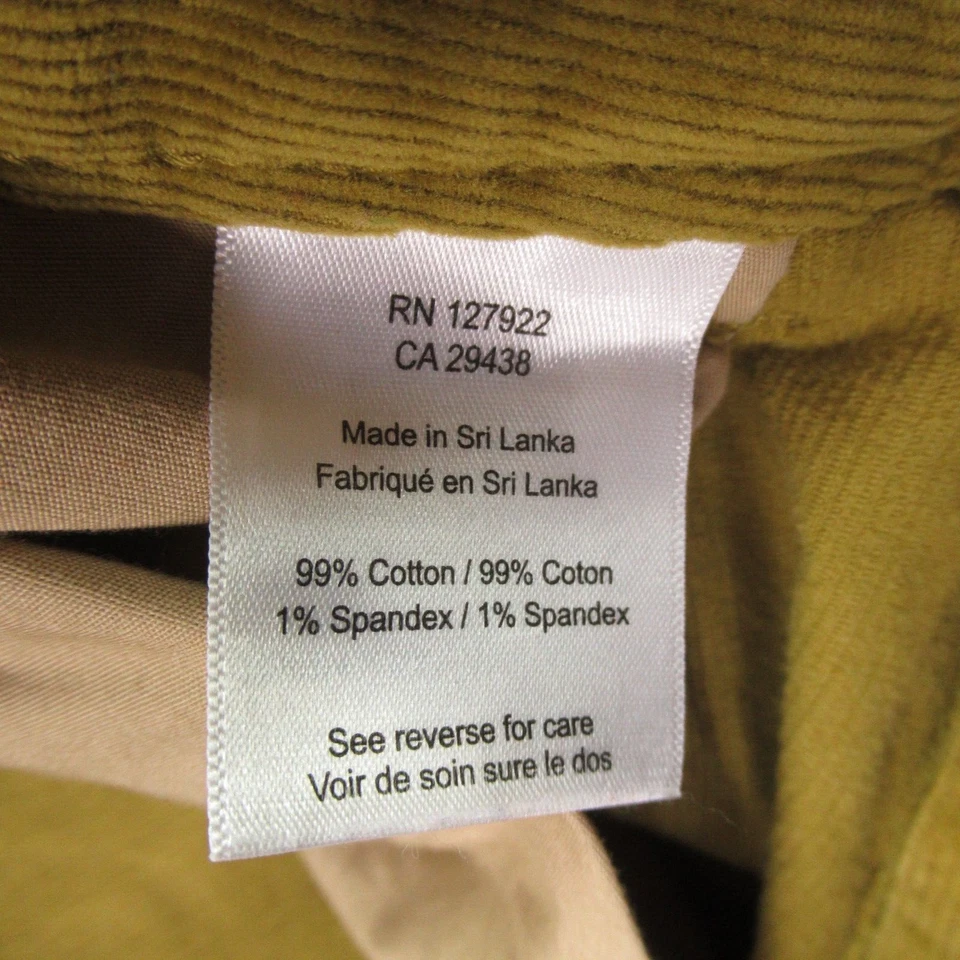 RN 127922
CA 29438
Made in Sri Lanka
Fabriqué en Sri Lanka
99% Cotton / 99% Coton
1% Spandex / 1% Spandex
See reverse for care
Voir de soin sure le dos